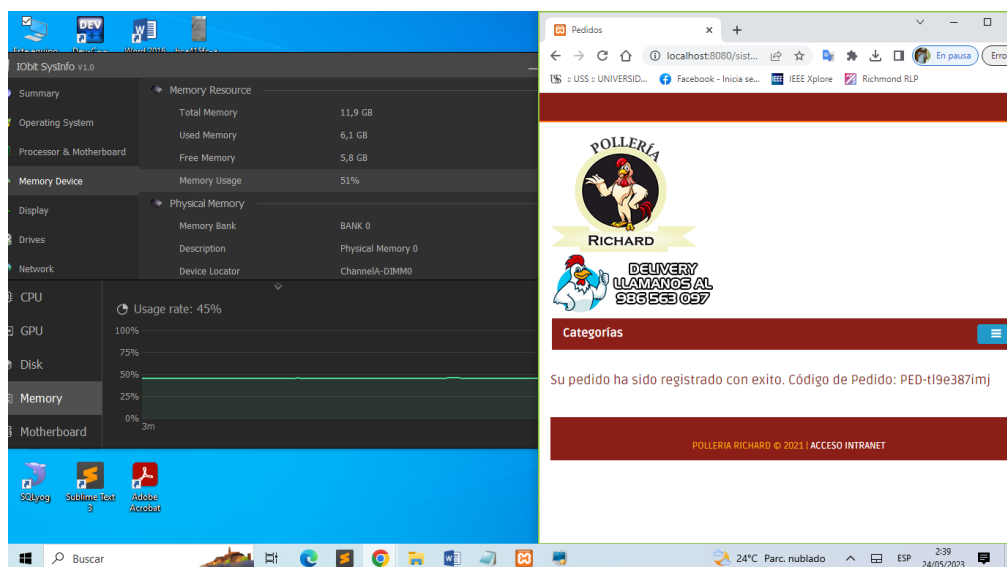 Este equipo Dev-C++ Word 2016
IObit SysInfo v1.0
Summary
Operating System
Processor & Motherboard
Memory Device
Display
Drives
Network
Memory Resource
Total Memory 11,9 GB
Used Memory 6,1 GB
Free Memory 5,8 GB
Memory Usage 51%
Physical Memory
Memory Bank BANK 0
Description Physical Memory 0
Device Locator ChannelA-DIMM0
CPU
GPU
Disk
Memory
Motherboard
Usage rate: 45%
100%
75%
50%
25%
0%
3m
SQLyog Sublime Text 3 Adobe Acrobat
Pedidos
localhost:8080/sist...
En pausa
Erro
:: USS :: UNIVERSID... Facebook - Inicia se... IEEE Xplore Richmond RLP
POLLERÍA
RICHARD
DELIVERY
LLAMANOS AL
986 563 097
Categorías
Su pedido ha sido registrado con exito. Código de Pedido: PED-tl9e387imj
POLLERIA RICHARD © 2021 | ACCESO INTRANET
Buscar
24°C Parc. nublado
ESP
2:39
24/05/2023